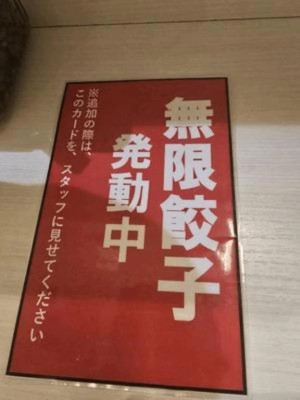 無限餃子
発動中
※追加の際は、
このカードを、スタッフに見せてください